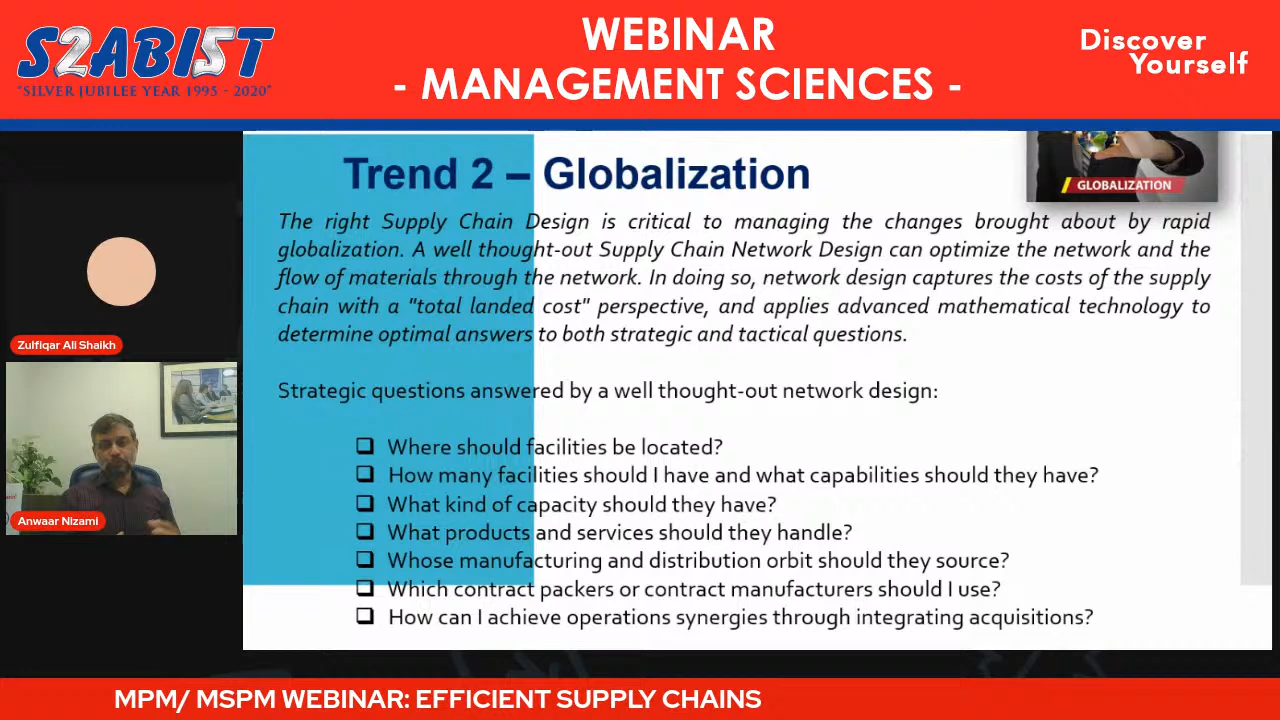 SZABIST
"SILVER JUBILEE YEAR 1995 - 2020"
WEBINAR
- MANAGEMENT SCIENCES -
Discover
Yourself
Zulfiqar Ali Shaikh
Anwaar Nizami
GLOBALIZATION
Trend 2 – Globalization
The right Supply Chain Design is critical to managing the changes brought about by rapid
globalization. A well thought-out Supply Chain Network Design can optimize the network and the
flow of materials through the network. In doing so, network design captures the costs of the supply
chain with a "total landed cost" perspective, and applies advanced mathematical technology to
determine optimal answers to both strategic and tactical questions.
Strategic questions answered by a well thought-out network design:
❑ Where should facilities be located?
❑ How many facilities should I have and what capabilities should they have?
❑ What kind of capacity should they have?
❑ What products and services should they handle?
❑ Whose manufacturing and distribution orbit should they source?
❑ Which contract packers or contract manufacturers should I use?
❑ How can I achieve operations synergies through integrating acquisitions?
MPM/ MSPM WEBINAR: EFFICIENT SUPPLY CHAINS